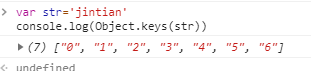 > var str='jintian'
console.log(Object.keys(str))
▶ (7) ["0", "1", "2", "3", "4", "5", "6"]
undefined